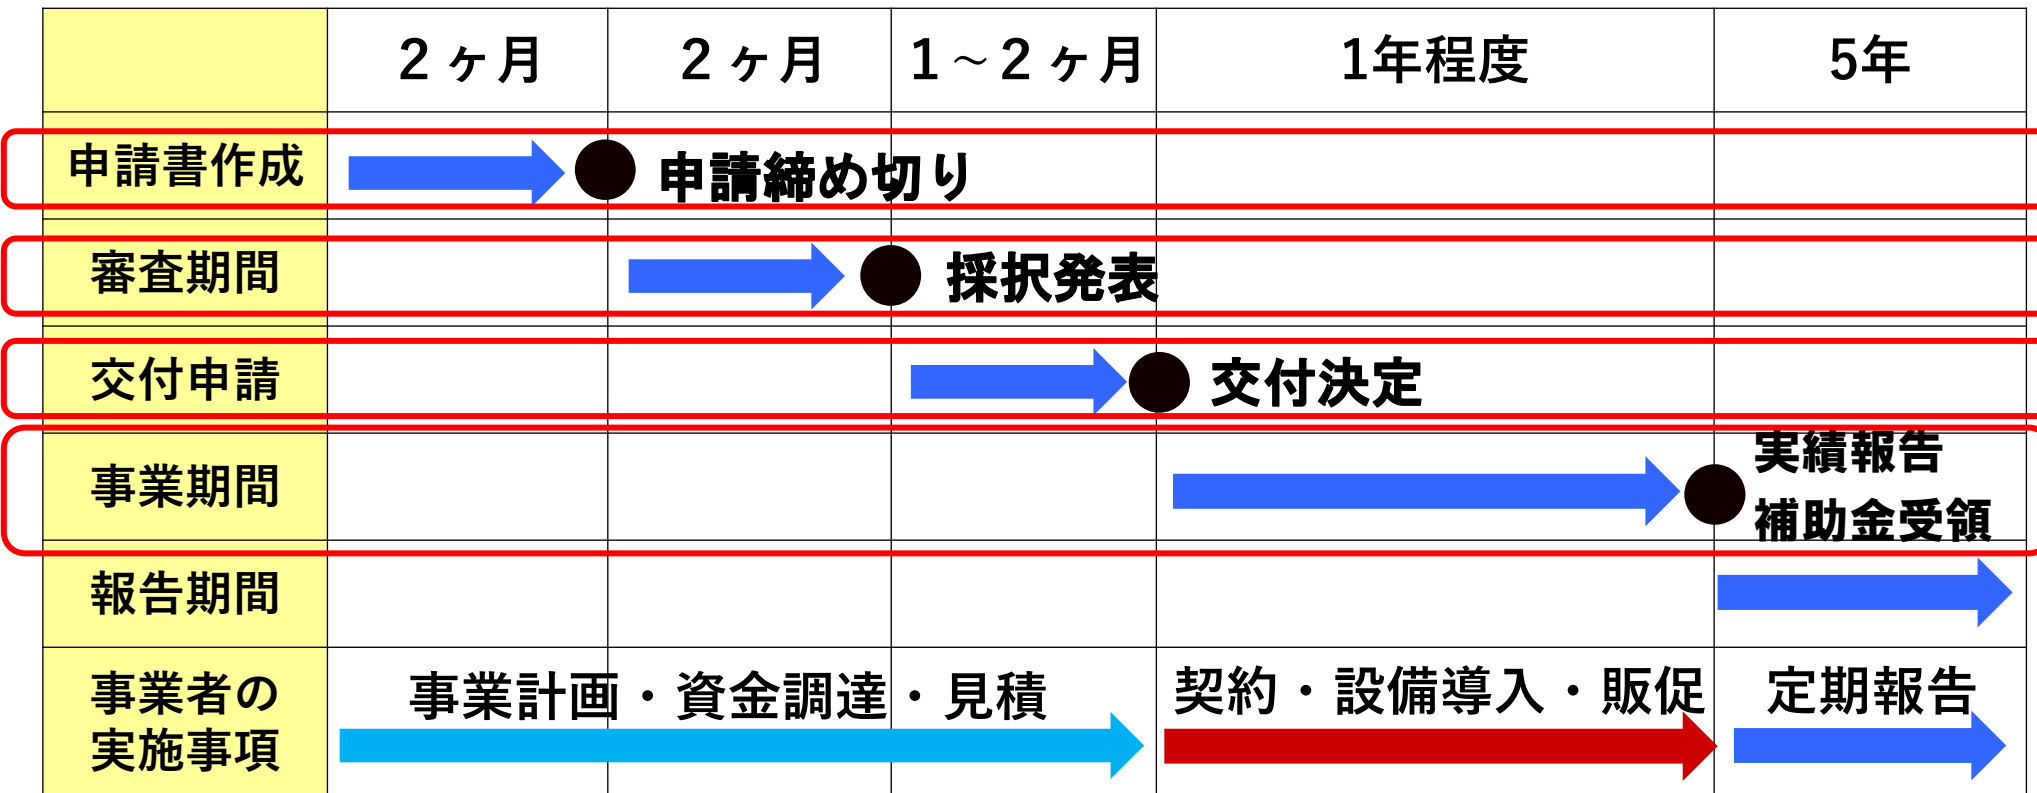 2ヶ月
2ヶ月
1～2ヶ月
1年程度
5年
申請書作成
申請締め切り
審査期間
採択発表
交付申請
交付決定
事業期間
実績報告
補助金受領
報告期間
事業者の
実施事項
事業計画・資金調達・見積
契約・設備導入・販促
定期報告